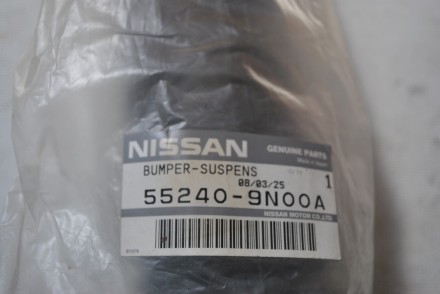 NISSAN GENUINE PARTS
BUMPER-SUSPENS
08/03/25 1
55240-9N00A
NISSAN MOTOR CO.,LTD.